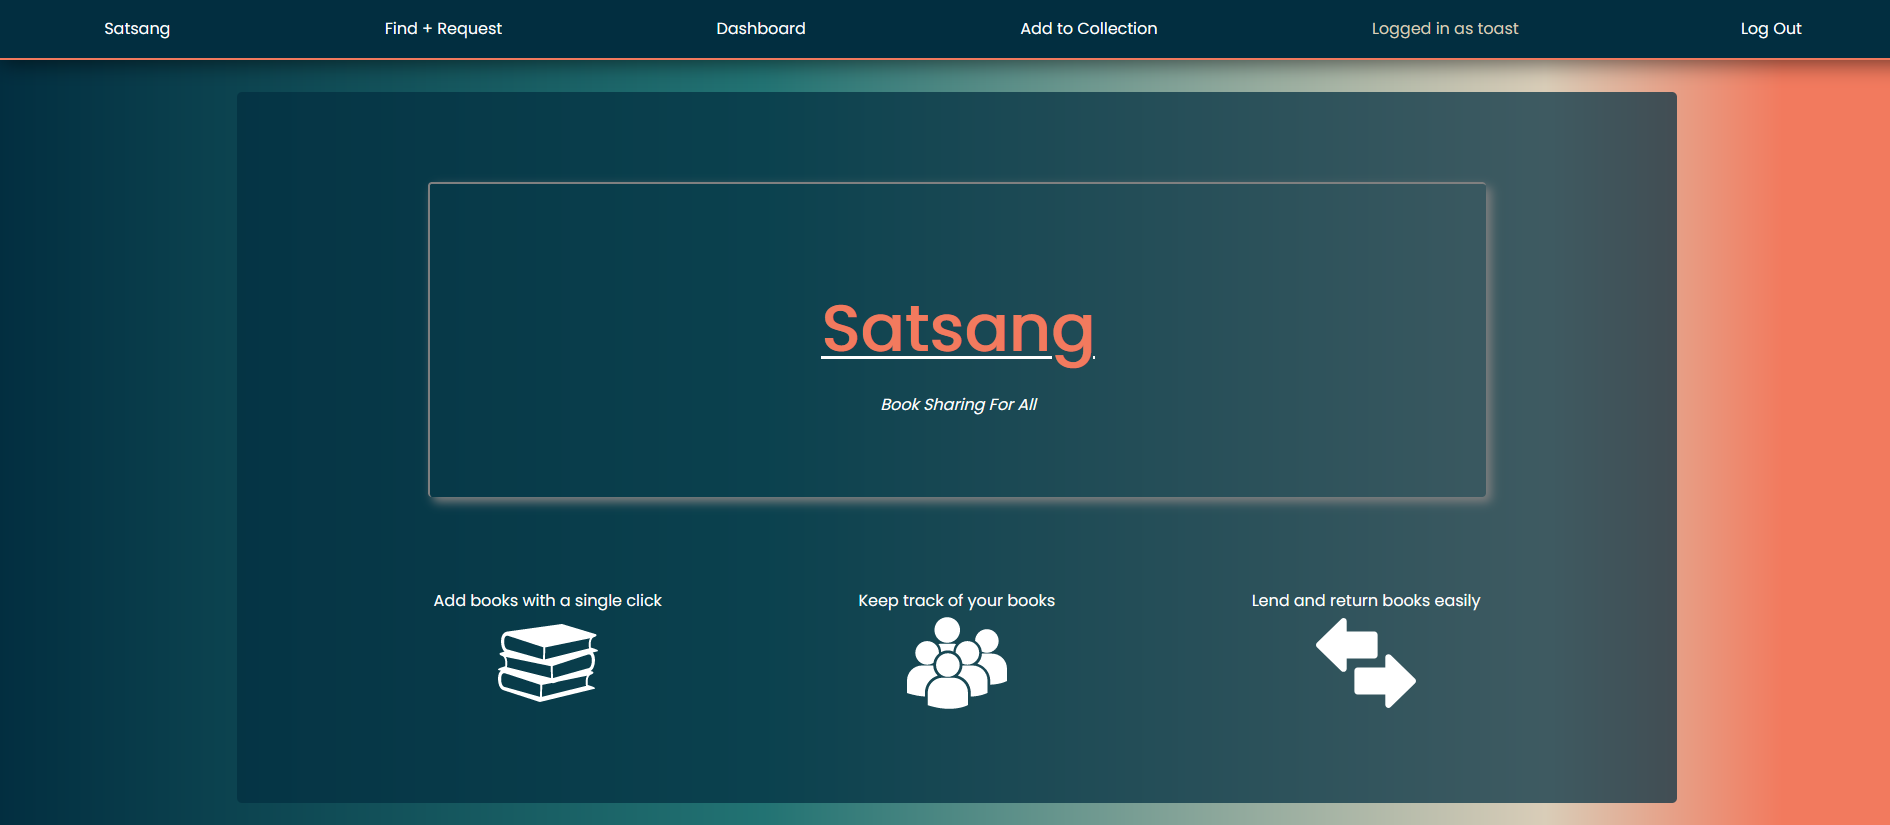 Satsang Find + Request Dashboard Add to Collection Logged in as toast Log Out
Satsang
Book Sharing For All
Add books with a single click
Keep track of your books
Lend and return books easily